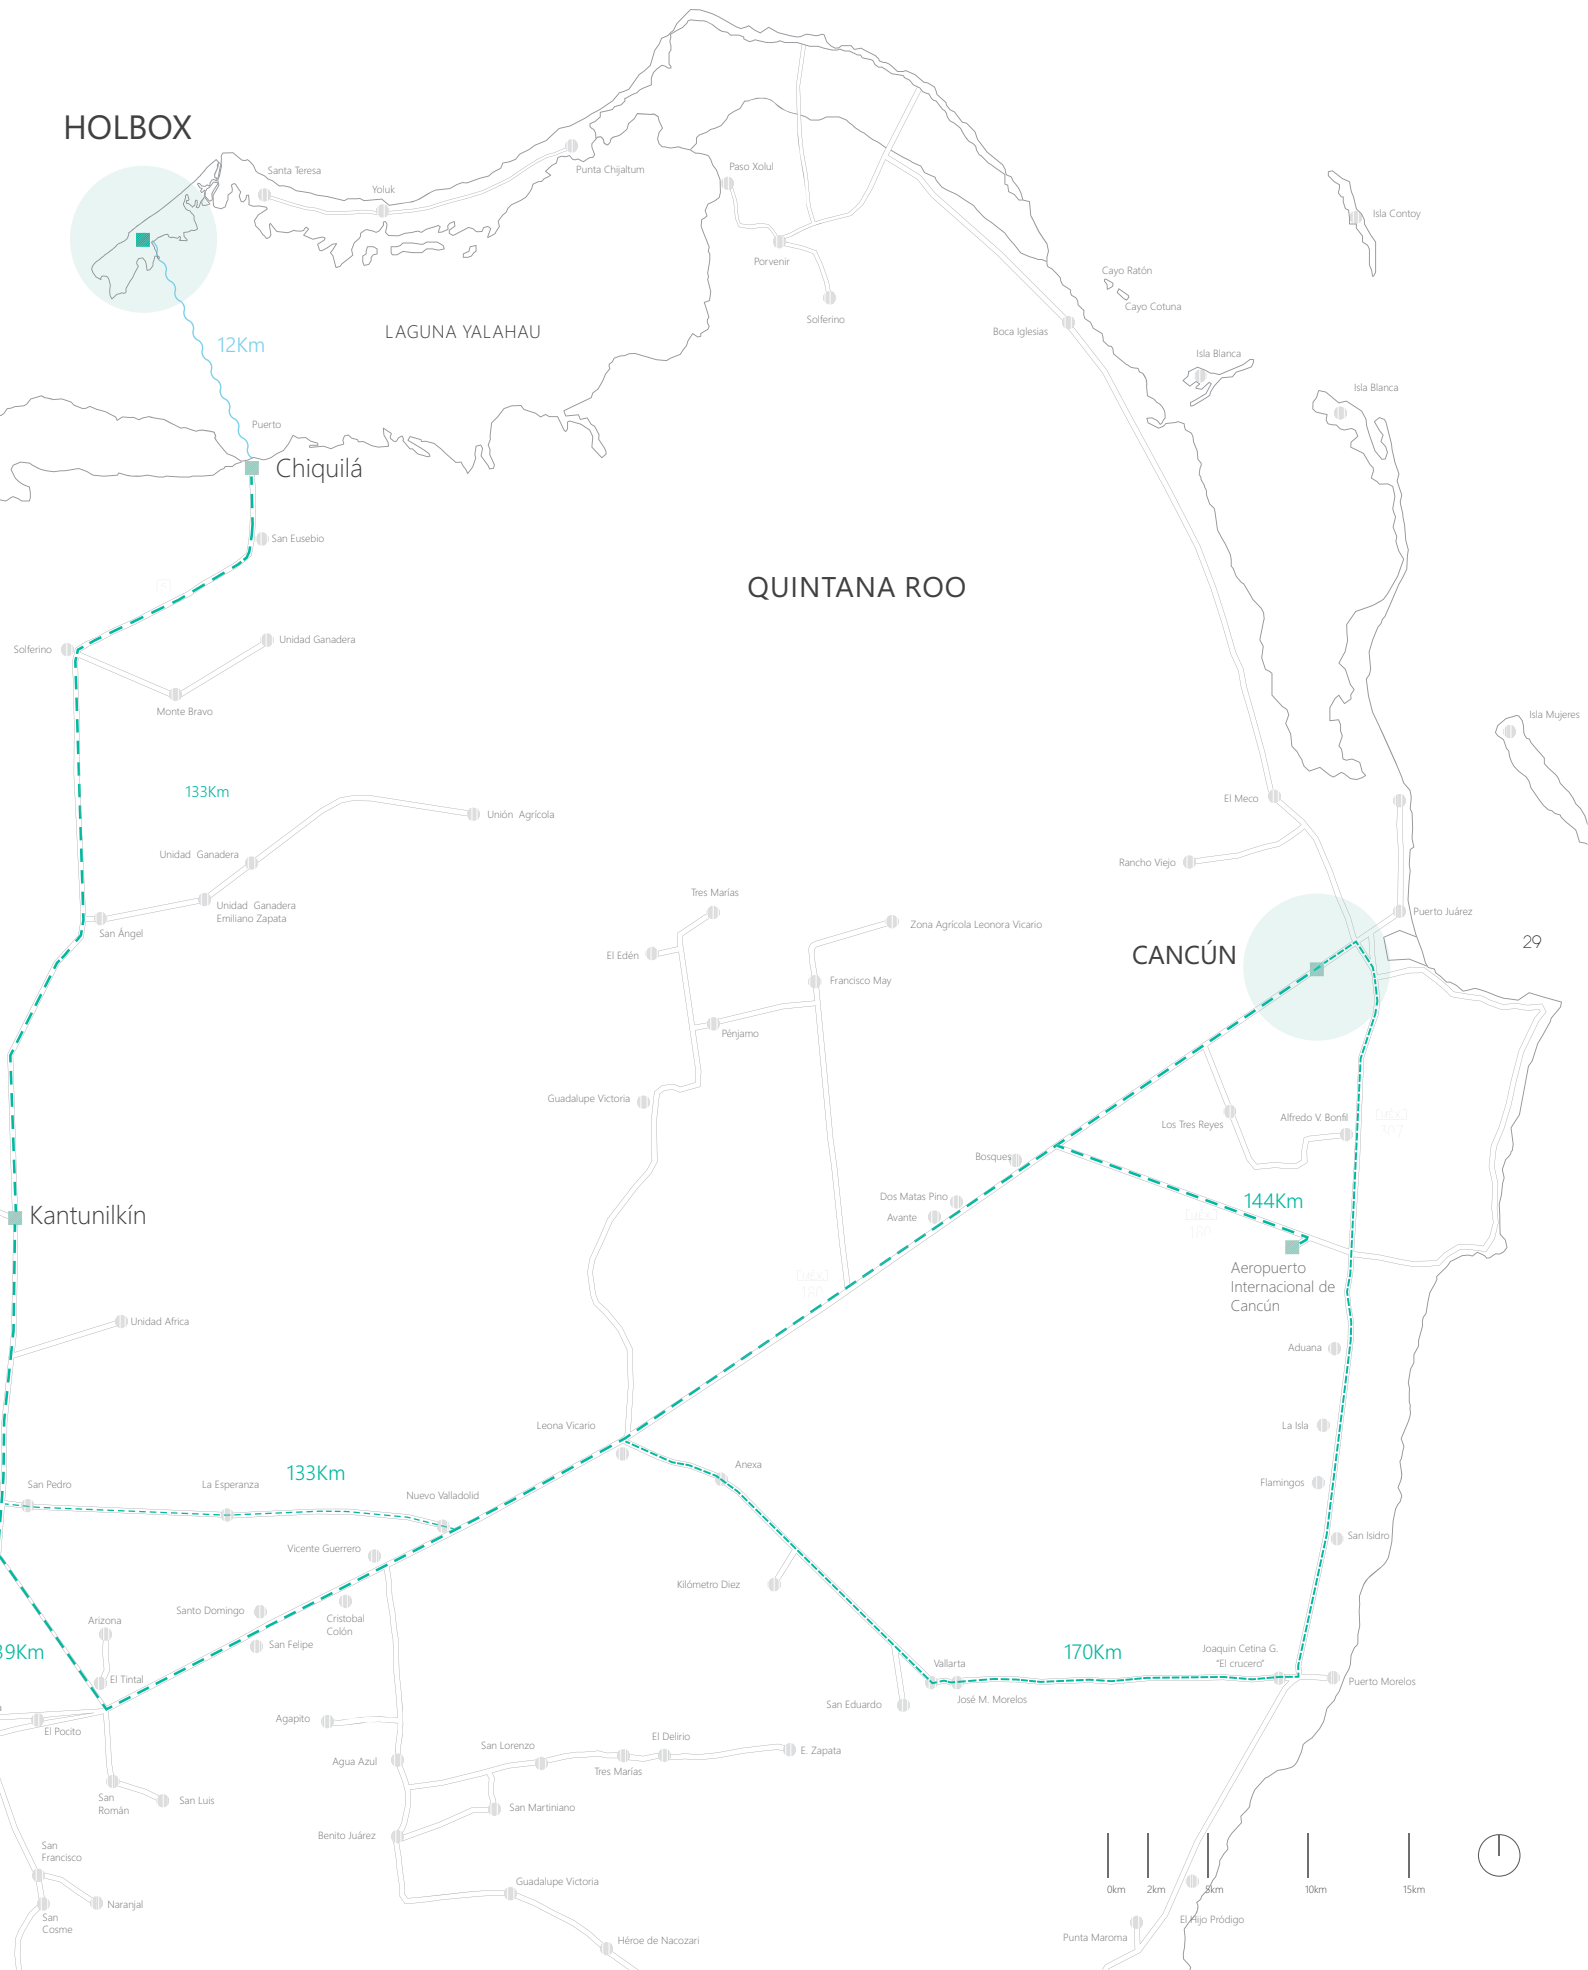 HOLBOX
Santa Teresa
Yoluk
Punta Chijaltum
Paso Xolul
Porvenir
Solferino
Isla Contoy
Cayo Ratón
Cayo Cotuna
Boca Iglesias
Isla Blanca
Isla Blanca
LAGUNA YALAHAU
12Km
Puerto
Chiquilá
San Eusebio
QUINTANA ROO
Solferino
Unidad Ganadera
Monte Bravo
Isla Mujeres
133Km
El Meco
Unión Agrícola
Unidad Ganadera
Rancho Viejo
Unidad Ganadera
Emiliano Zapata
San Ángel
Tres Marías
Zona Agrícola Leonora Vicario
Puerto Juárez
El Edén
CANCÚN
29
Francisco May
Pénjamo
Guadalupe Victoria
Los Tres Reyes
Alfredo V. Bonfil
[MEX]
307
Bosques
Dos Matas Pino
Avante
144Km
[MEX]
180
Kantunilkín
Aeropuerto
Internacional de
Cancún
[MEX]
180
Unidad Africa
Aduana
Leona Vicario
La Isla
Anexa
133Km
San Pedro
La Esperanza
Nuevo Valladolid
Flamingos
San Isidro
Vicente Guerrero
Kilómetro Diez
Santo Domingo
Cristobal
Colón
Arizona
San Felipe
39Km
El Tintal
170Km
Joaquin Cetina G.
"El crucero"
Vallarta
Puerto Morelos
José M. Morelos
San Eduardo
El Pocito
Agapito
San Lorenzo
El Delirio
E. Zapata
Agua Azul
Tres Marías
San
Román
San Luis
San Martiniano
Benito Juárez
San
Francisco
Guadalupe Victoria
Naranjal
San
Cosme
Héroe de Nacozari
0km
2km
5km
10km
15km
El Hijo Pródigo
Punta Maroma